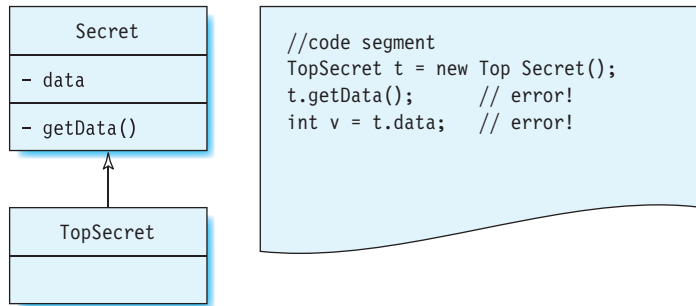 Secret
– data
– getData()
TopSecret
//code segment
TopSecret t = new Top Secret();
t.getData();      // error!
int v = t.data;   // error!